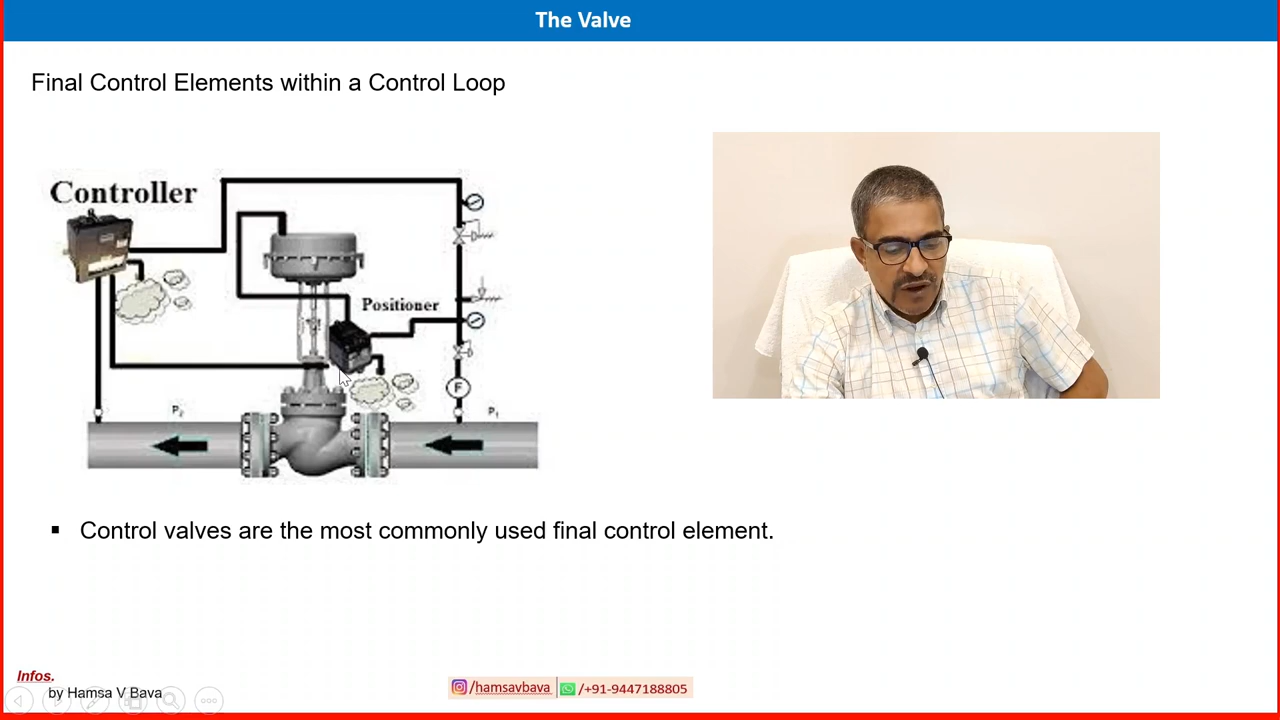 The Valve
Final Control Elements within a Control Loop
Controller
Positioner
F
P2
P1
▪ Control valves are the most commonly used final control element.
Infos.
by Hamsa V Bava
/hamsavbava
/+91-9447188805